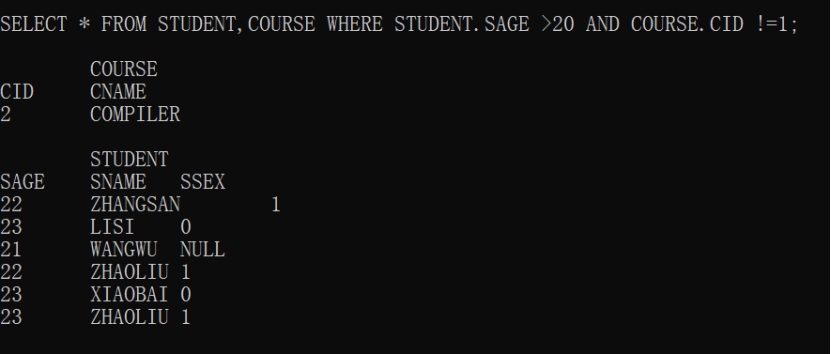 SELECT * FROM STUDENT,COURSE WHERE STUDENT.SAGE >20 AND COURSE.CID !=1;
COURSE
CID CNAME
2 COMPILER
STUDENT
SAGE SNAME SSEX
22 ZHANGSAN 1
23 LISI 0
21 WANGWU NULL
22 ZHAOLIU 1
23 XIAOBAI 0
23 ZHAOLIU 1